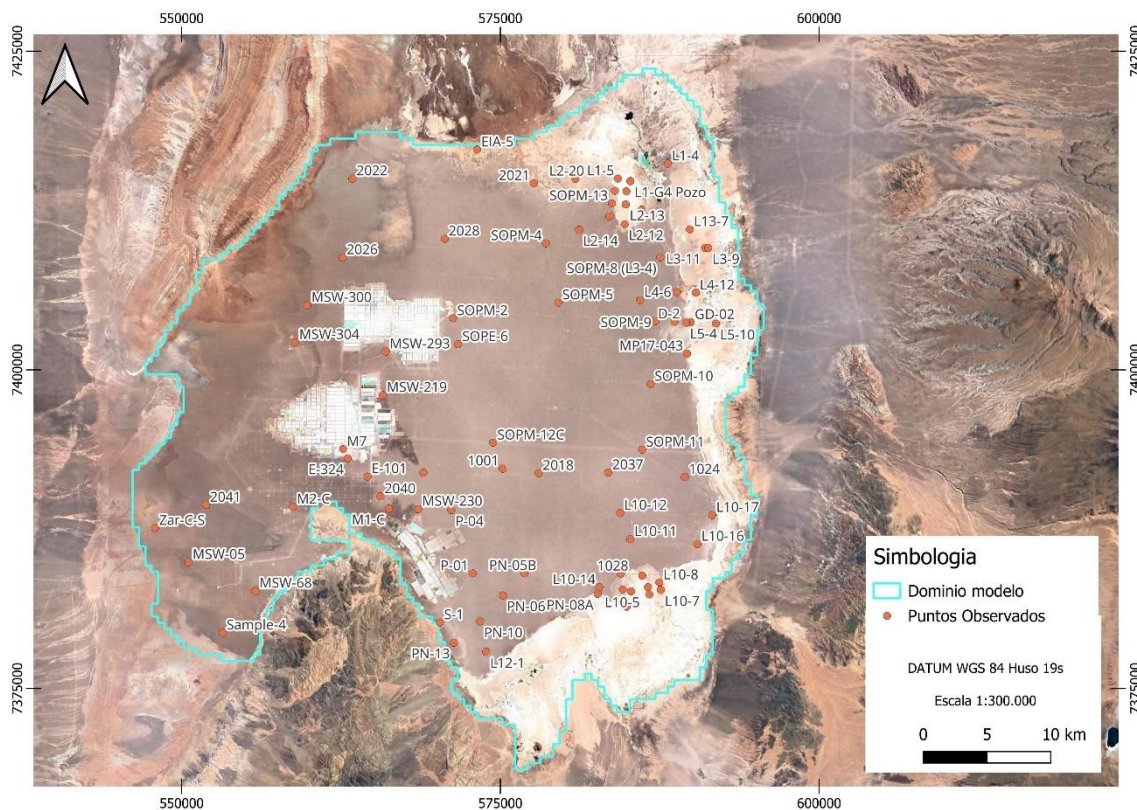 550000
575000
600000
7425000
7425000
EIA-5
2022
2021
L2-20
L1-5
L1-4
SOPM-13
L1-G4 Pozo
L2-13
2028
SOPM-4
L2-14
L2-12
L13-7
2026
SOPM-8 (L3-4)
L3-11
L3-9
MSW-300
SOPM-2
SOPM-5
L4-6
L4-12
MSW-304
MSW-293
SOPE-6
SOPM-9
D-2
GD-02
L5-4
L5-10
MP17-043
7400000
7400000
SOPM-10
MSW-219
M7
SOPM-12C
SOPM-11
E-324
E-101
1001
2018
2037
1024
2041
M2-C
2040
MSW-230
L10-12
L10-17
Zar-C-S
M1-C
P-04
L10-11
L10-16
MSW-05
P-01
PN-05B
L10-14
1028
L10-8
MSW-68
PN-06
PN-08A
L10-5
L10-7
Sample-4
S-1
PN-10
PN-13
L12-1
7375000
7375000
Simbologia
Dominio modelo
Puntos Observados
DATUM WGS 84 Huso 19s
Escala 1:300.000
0 5 10 km
550000
575000
600000